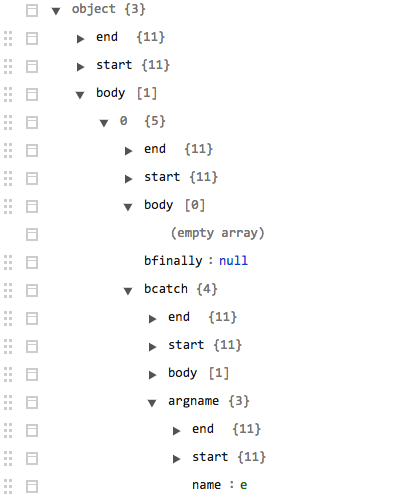 object {3}
end {11}
start {11}
body [1]
0 {5}
end {11}
start {11}
body [0]
(empty array)
bfinally : null
bcatch {4}
end {11}
start {11}
body [1]
argname {3}
end {11}
start {11}
name : e